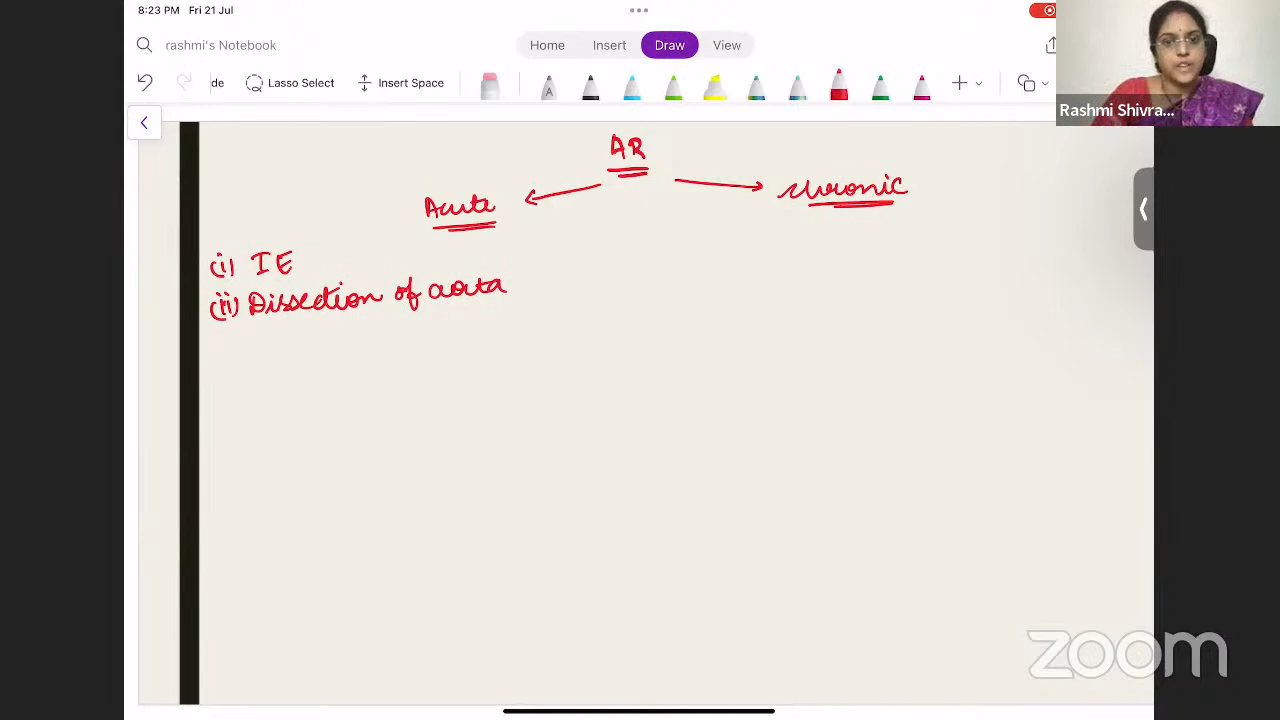 8:23 PM Fri 21 Jul
rashmi's Notebook
Home Insert Draw View
de Lasso Select Insert Space
A
Rashmi Shivra...
AR
Acute
chronic
(i) IE
(ii) Dissection of aorta
zoom